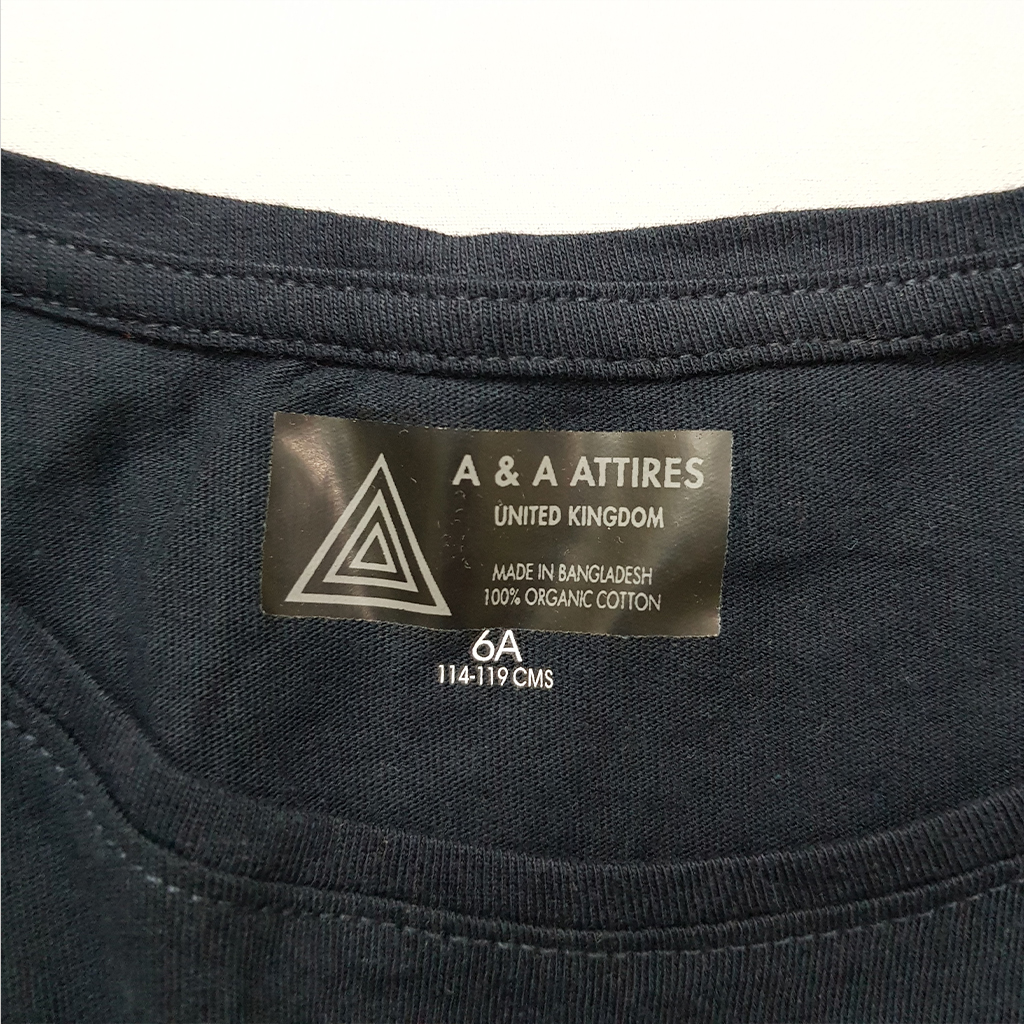 A & A ATTIRES
UNITED KINGDOM
MADE IN BANGLADESH
100% ORGANIC COTTON
6A
114-119 CMS